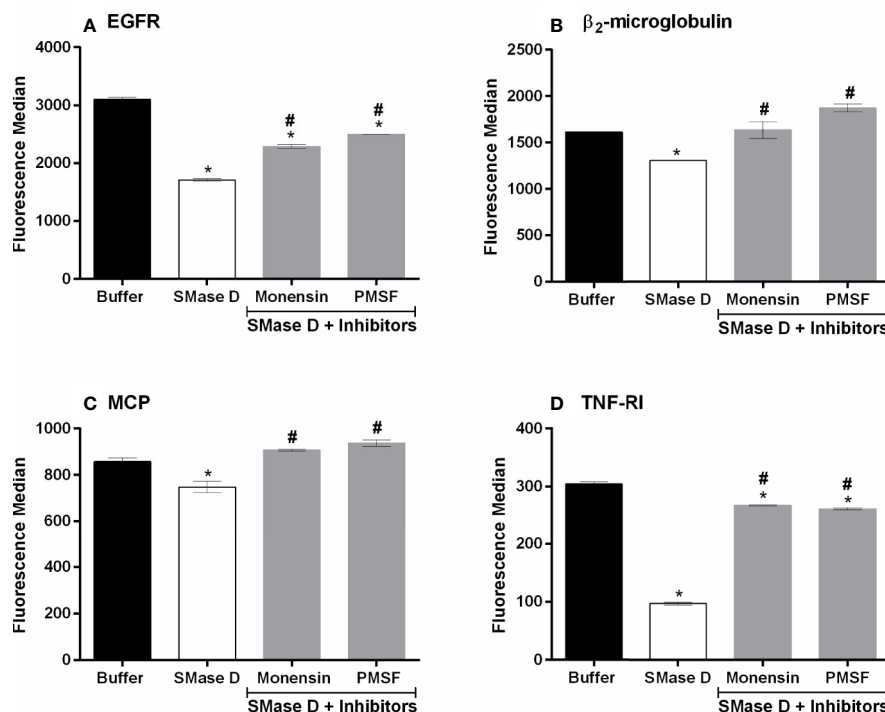 A EGFR
Fluorescence Median
4000
3000
2000
1000
0
#
*
#
*
*
Buffer SMase D Monensin PMSF
SMase D + Inhibitors
B β₂-microglobulin
Fluorescence Median
2500
2000
1500
1000
500
0
#
#
*
Buffer SMase D Monensin PMSF
SMase D + Inhibitors
C MCP
Fluorescence Median
1000
800
600
400
200
0
#
#
*
Buffer SMase D Monensin PMSF
SMase D + Inhibitors
D TNF-RI
Fluorescence Median
400
300
200
100
0
#
*
#
*
*
Buffer SMase D Monensin PMSF
SMase D + Inhibitors